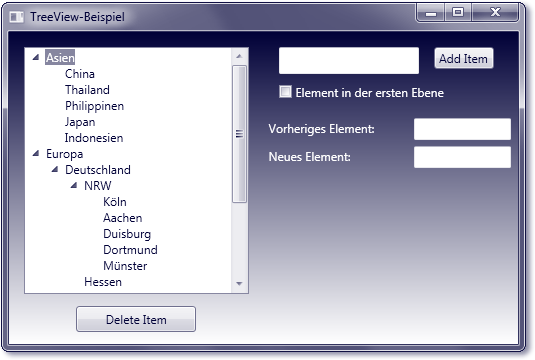 TreeView-Beispiel
Asien
China
Thailand
Philippinen
Japan
Indonesien
Europa
Deutschland
NRW
Köln
Aachen
Duisburg
Dortmund
Münster
Hessen
Delete Item
Add Item
Element in der ersten Ebene
Vorheriges Element:
Neues Element: